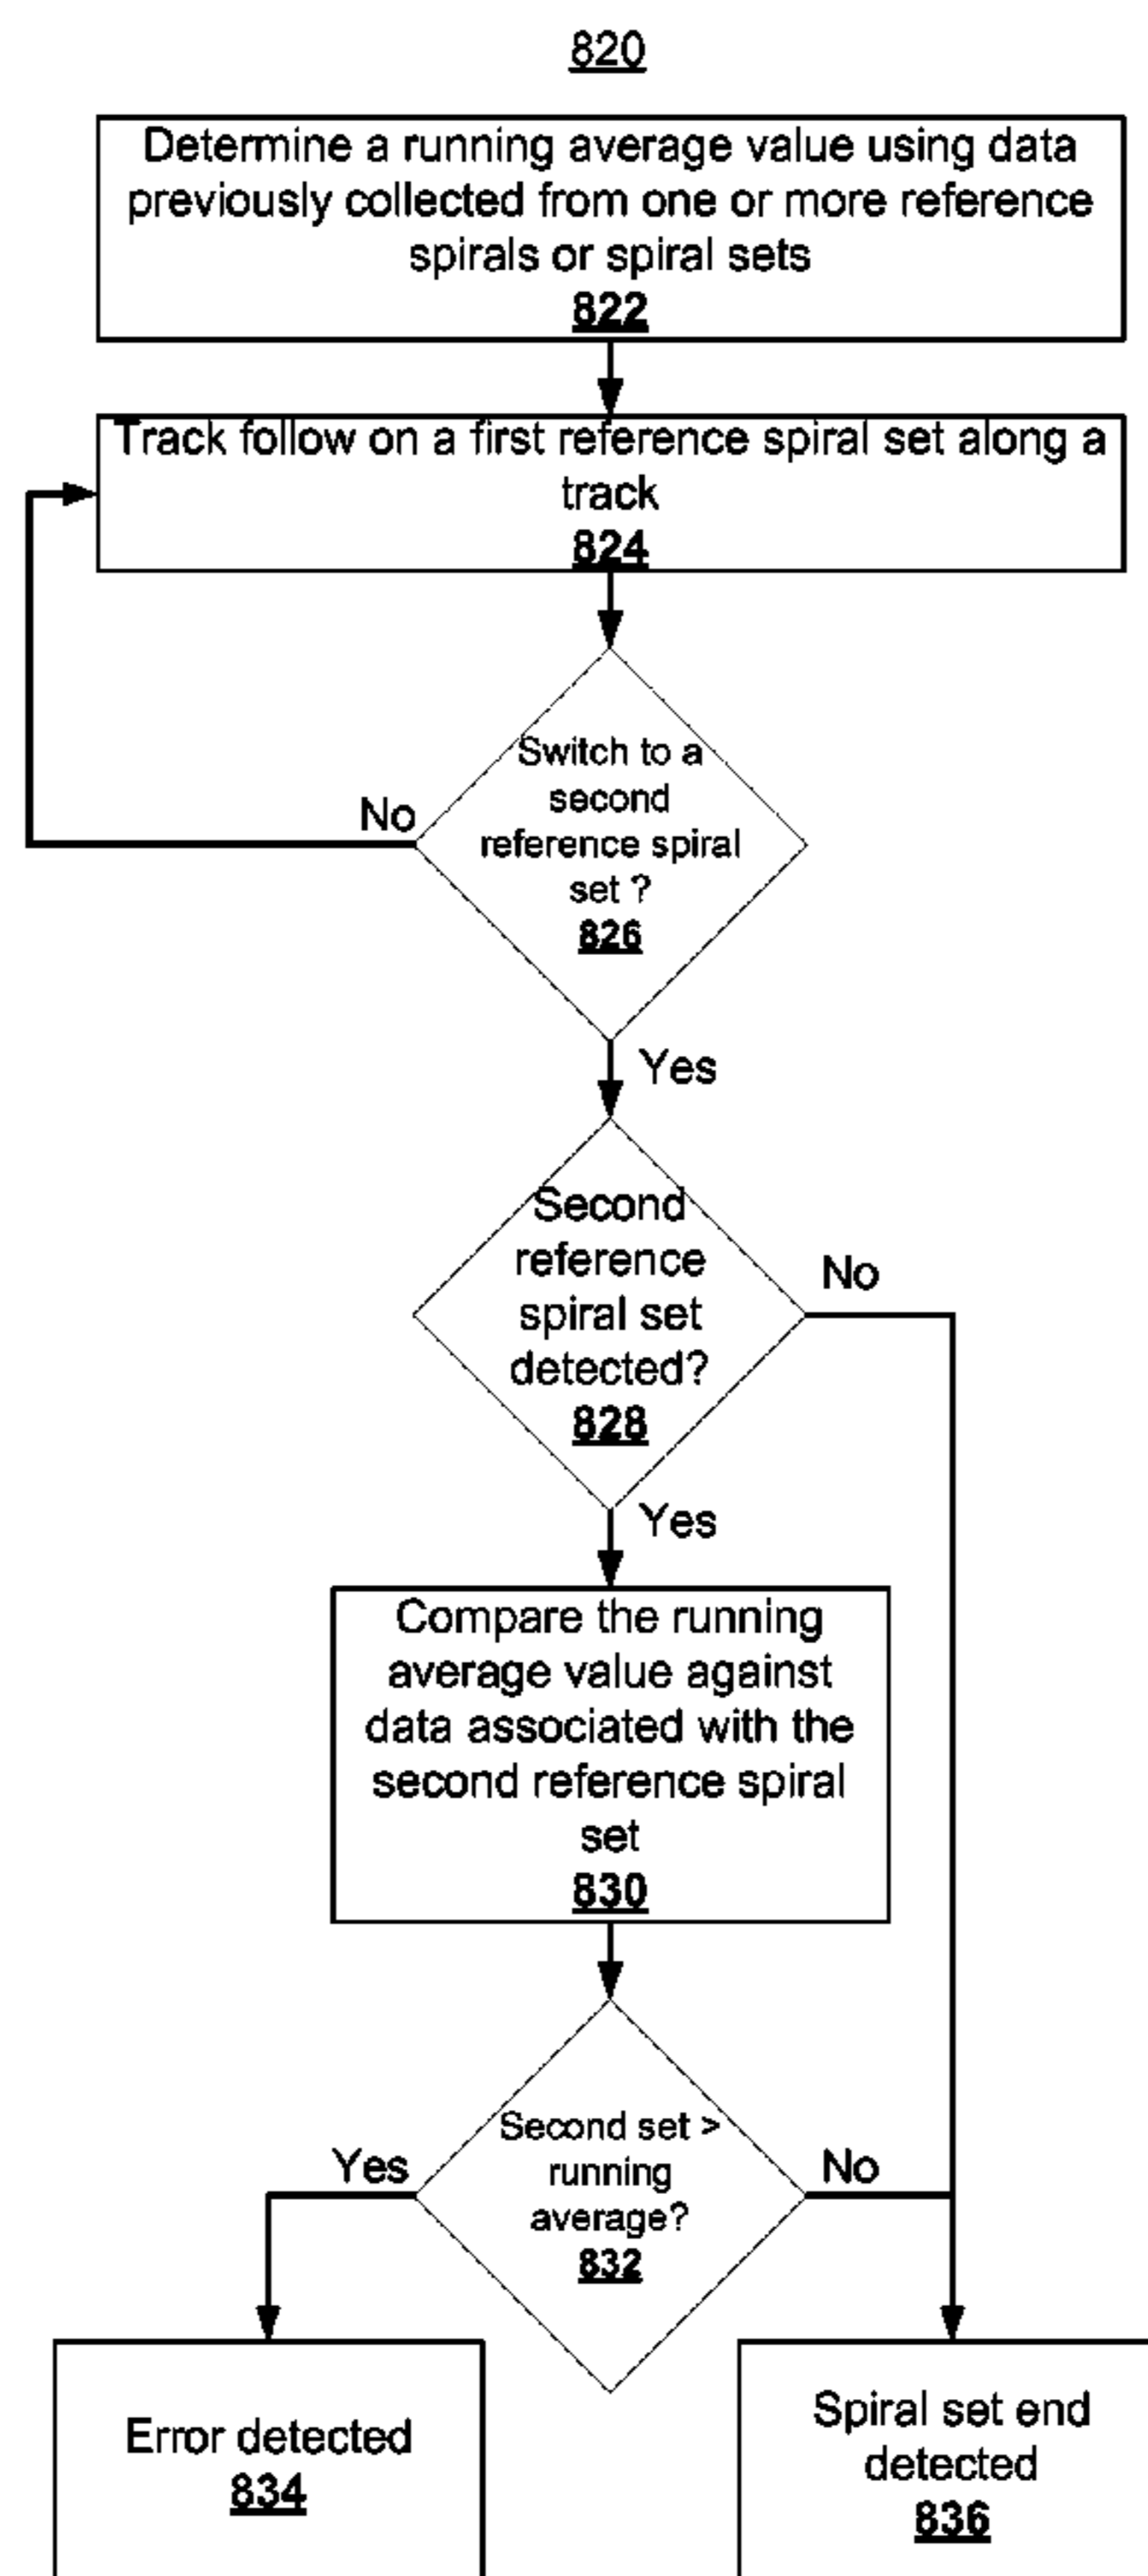 820
Determine a running average value using data
previously collected from one or more reference
spirals or spiral sets
822
Track follow on a first reference spiral set along a
track
824
Switch to a
second
reference spiral
set ?
826
No
Yes
Second
reference
spiral set
detected?
828
No
Yes
Compare the running
average value against
data associated with the
second reference spiral
set
830
Second set >
running
average?
832
Yes
No
Error detected
834
Spiral set end
detected
836